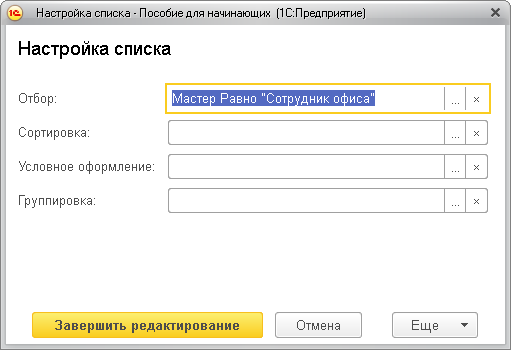 Настройка списка - Пособие для начинающих (1С:Предприятие)
Настройка списка
Отбор: Мастер Равно "Сотрудник офиса" ... ×
Сортировка: ... ×
Условное оформление: ... ×
Группировка: ... ×
Завершить редактирование Отмена Еще